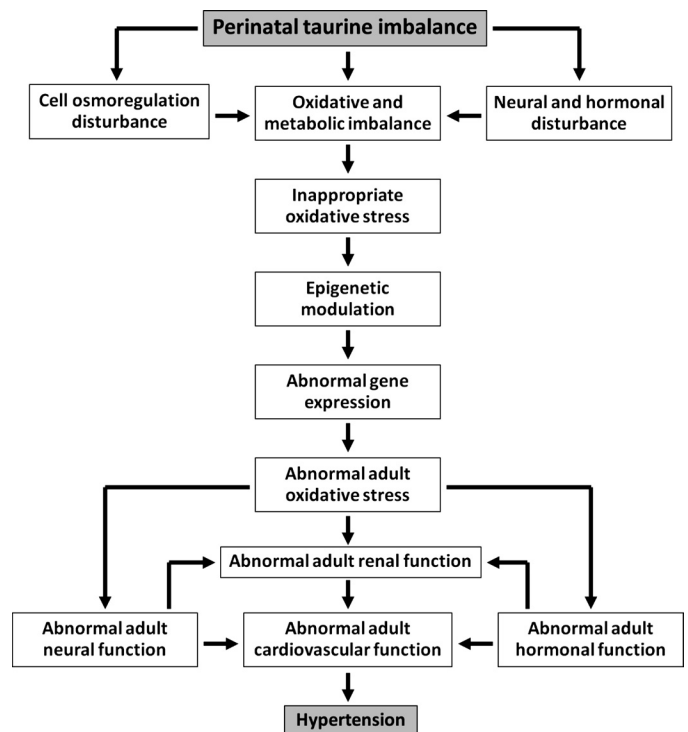 Perinatal taurine imbalance
Cell osmoregulation
disturbance
Oxidative and
metabolic imbalance
Neural and hormonal
disturbance
Inappropriate
oxidative stress
Epigenetic
modulation
Abnormal gene
expression
Abnormal adult
oxidative stress
Abnormal adult renal function
Abnormal adult
neural function
Abnormal adult
cardiovascular function
Abnormal adult
hormonal function
Hypertension